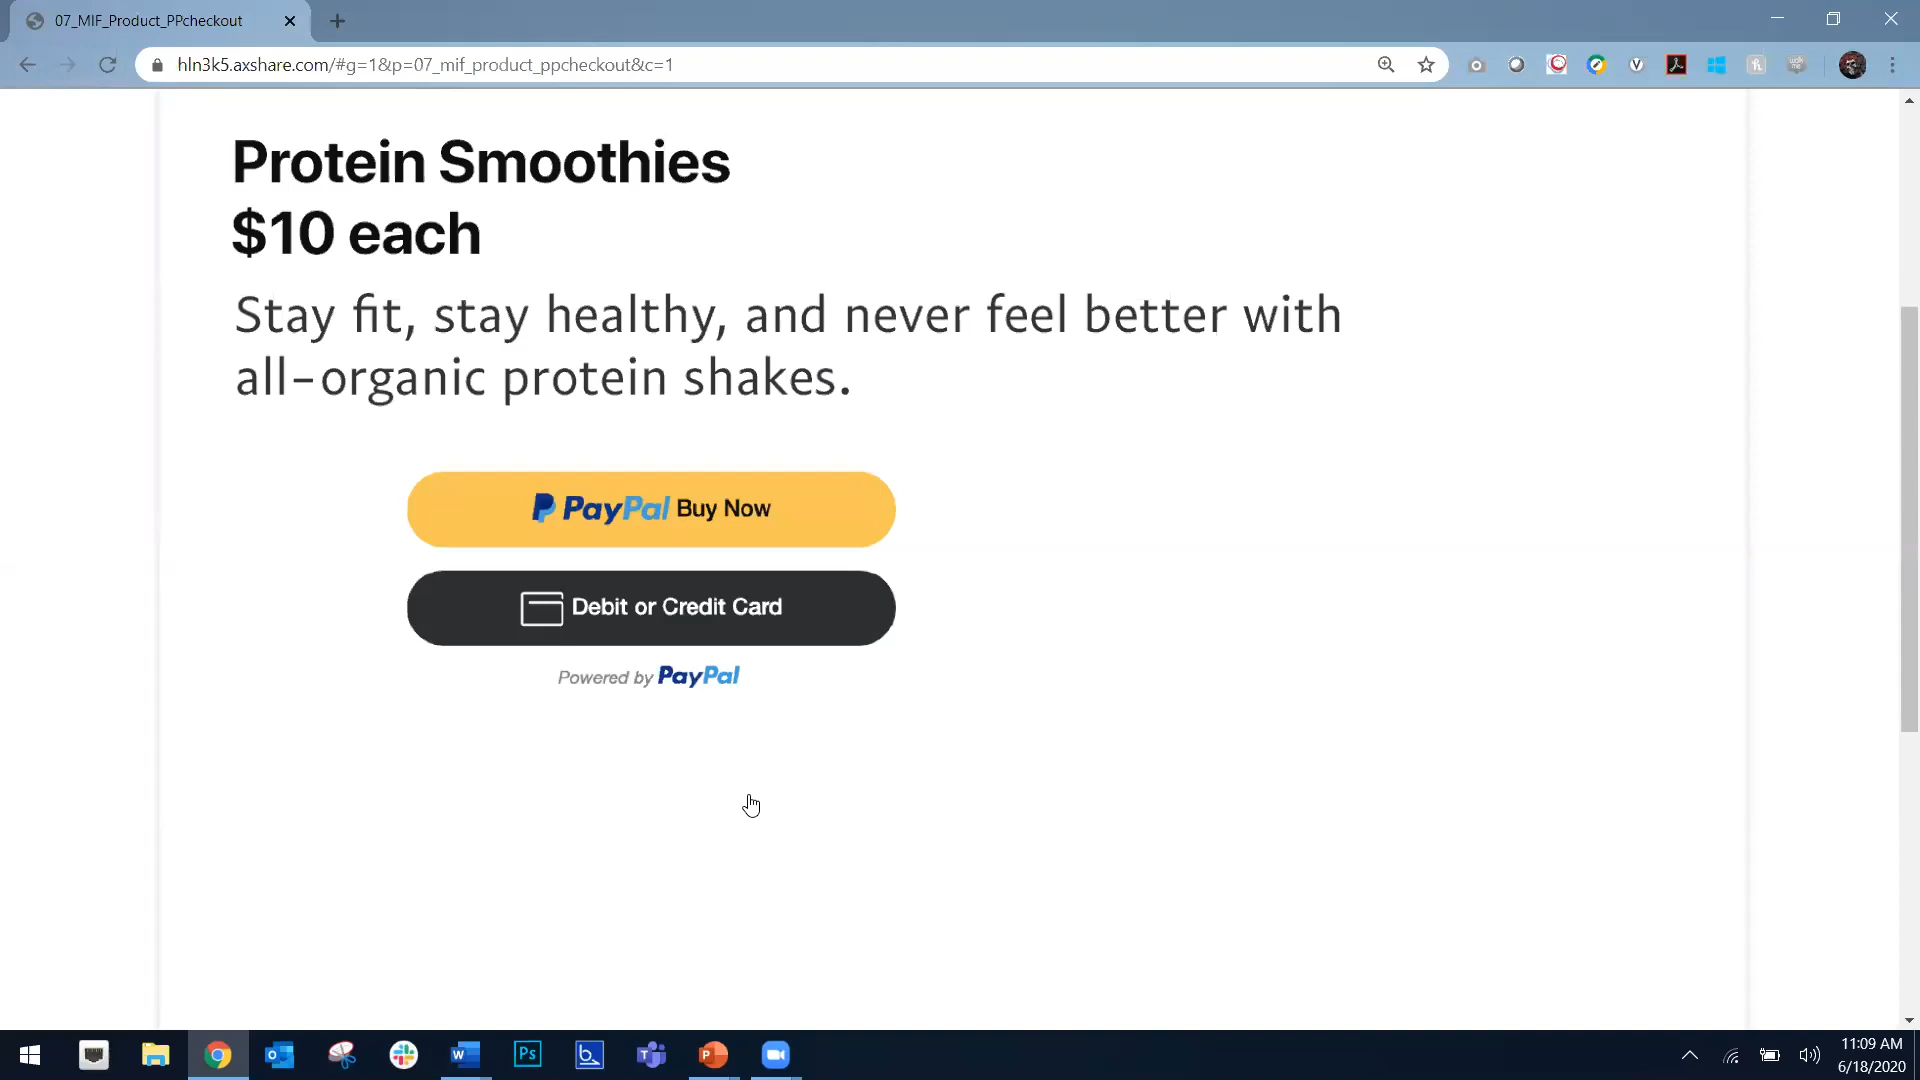 07_MIF_Product_PPcheckout
hln3k5.axshare.com/#g=1&p=07_mif_product_ppcheckout&c=1
Protein Smoothies
$10 each
Stay fit, stay healthy, and never feel better with
all-organic protein shakes.
PayPal Buy Now
Debit or Credit Card
Powered by PayPal
11:09 AM
6/18/2020